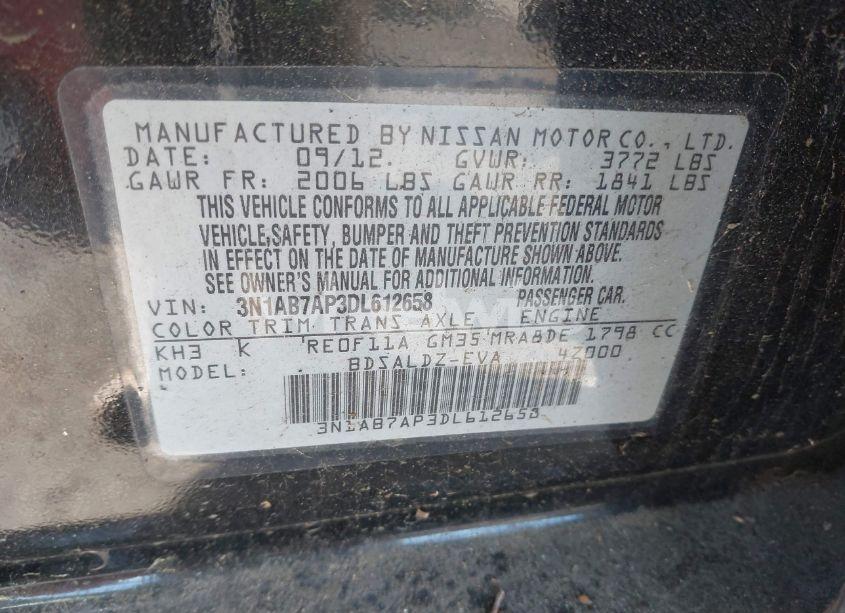 MANUFACTURED BY NISSAN MOTOR CO., LTD.
DATE: 09/12. GVWR: 3772 LBS
GAWR FR: 2006 LBS GAWR RR: 1841 LBS
THIS VEHICLE CONFORMS TO ALL APPLICABLE FEDERAL MOTOR
VEHICLE,SAFETY, BUMPER AND THEFT PREVENTION STANDARDS
IN EFFECT ON THE DATE OF MANUFACTURE SHOWN ABOVE.
SEE OWNER'S MANUAL FOR ADDITIONAL INFORMATION.
VIN: 3N1AB7AP3DL612658 PASSENGER CAR.
COLOR TRIM TRANS AXLE ENGINE
KH3 K RE0F11A GM35 MRA8DE 1798 CC
MODEL: BDSALDZ-EVA 4Z000
3N1AB7AP3DL612658